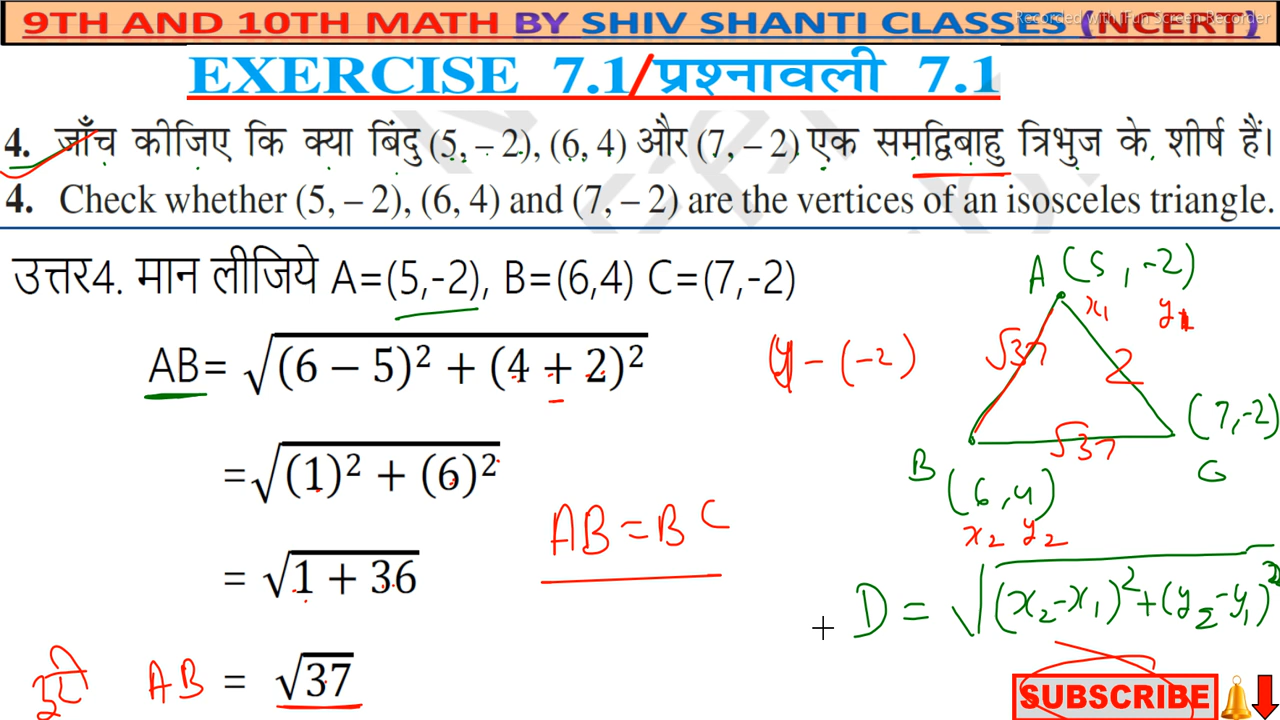 Recorded with iFun Screen Recorder
9TH AND 10TH MATH BY SHIV SHANTI CLASSES (NCERT)
EXERCISE 7.1/प्रश्नावली 7.1
4. जाँच कीजिए कि क्या बिंदु (5, – 2), (6, 4) और (7, – 2) एक समद्विबाहु त्रिभुज के शीर्ष हैं।
4. Check whether (5, – 2), (6, 4) and (7, – 2) are the vertices of an isosceles triangle.
उत्तर4. मान लीजिये A=(5,-2), B=(6,4) C=(7,-2)
AB= √(6 − 5)² + (4 + 2)²
=√(1)² + (6)²
= √1 + 36
दूरी AB = √37
AB = BC
y - (-2)
A (5, -2)
x₁ y₁
√37 2
(7,-2)
√37
B C
(6,4)
x₂ y₂
D = √(x₂-x₁)²+(y₂-y₁)²
SUBSCRIBE